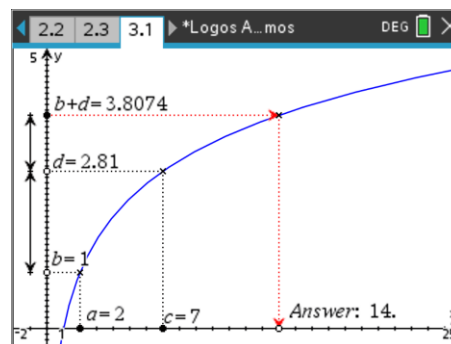 2.2 2.3 3.1 *Logos A…mos DEG
5 y
b+d=3.8074
d=2.81
b=1
a=2 c=7 Answer: 14.
-2 1